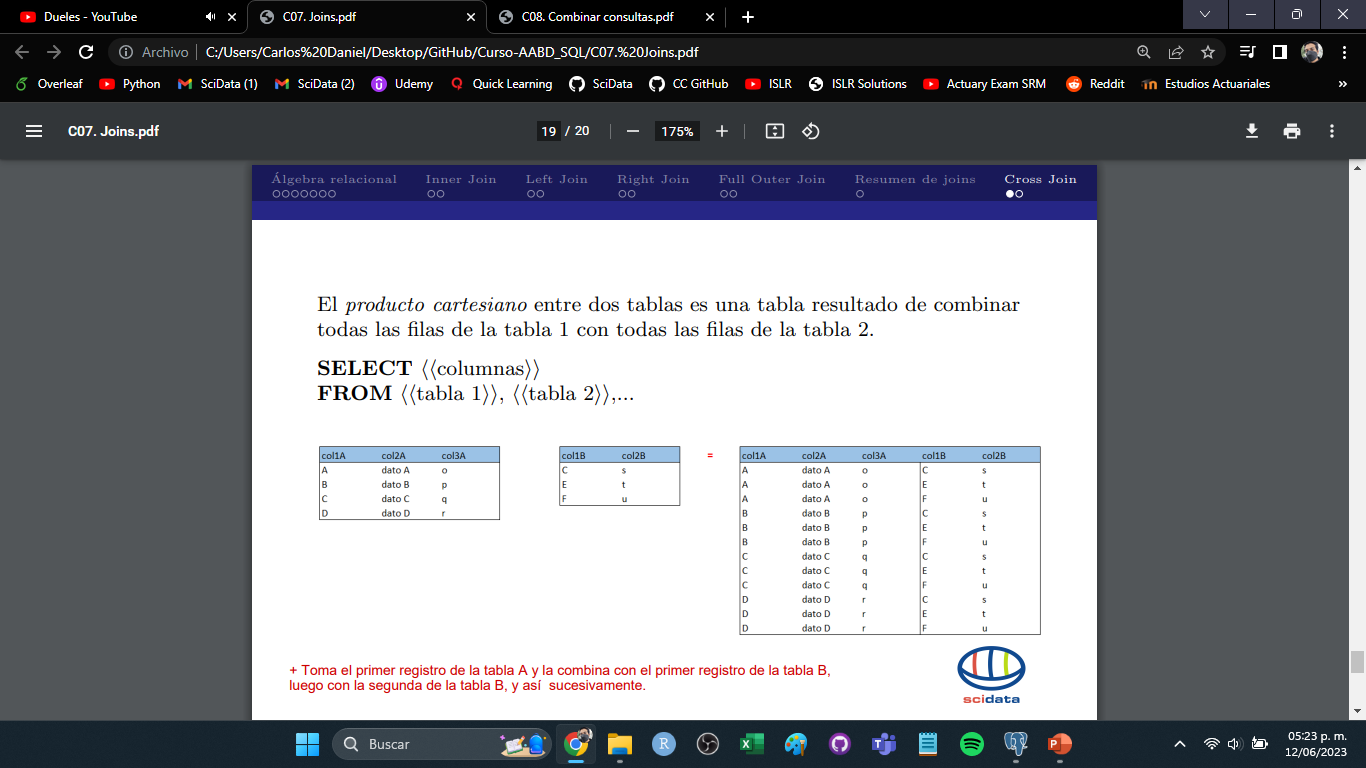 Dueles - YouTube
C07. Joins.pdf
C08. Combinar consultas.pdf
Archivo
C:/Users/Carlos%20Daniel/Desktop/GitHub/Curso-AABD_SQL/C07.%20Joins.pdf
Overleaf
Python
SciData (1)
SciData (2)
Udemy
Quick Learning
SciData
CC GitHub
ISLR
ISLR Solutions
Actuary Exam SRM
Reddit
Estudios Actuariales
»
C07. Joins.pdf
19 / 20
175%
Álgebra relacional
Inner Join
Left Join
Right Join
Full Outer Join
Resumen de joins
Cross Join
El producto cartesiano entre dos tablas es una tabla resultado de combinar
todas las filas de la tabla 1 con todas las filas de la tabla 2.
SELECT ⟨⟨columnas⟩⟩
FROM ⟨⟨tabla 1⟩⟩, ⟨⟨tabla 2⟩⟩,...
col1A col2A col3A
A dato A o
B dato B p
C dato C q
D dato D r
col1B col2B
C s
E t
F u
=
col1A col2A col3A col1B col2B
A dato A o C s
A dato A o E t
A dato A o F u
B dato B p C s
B dato B p E t
B dato B p F u
C dato C q C s
C dato C q E t
C dato C q F u
D dato D r C s
D dato D r E t
D dato D r F u
+ Toma el primer registro de la tabla A y la combina con el primer registro de la tabla B,
luego con la segunda de la tabla B, y así sucesivamente.
scidata
Buscar
05:23 p. m.
12/06/2023